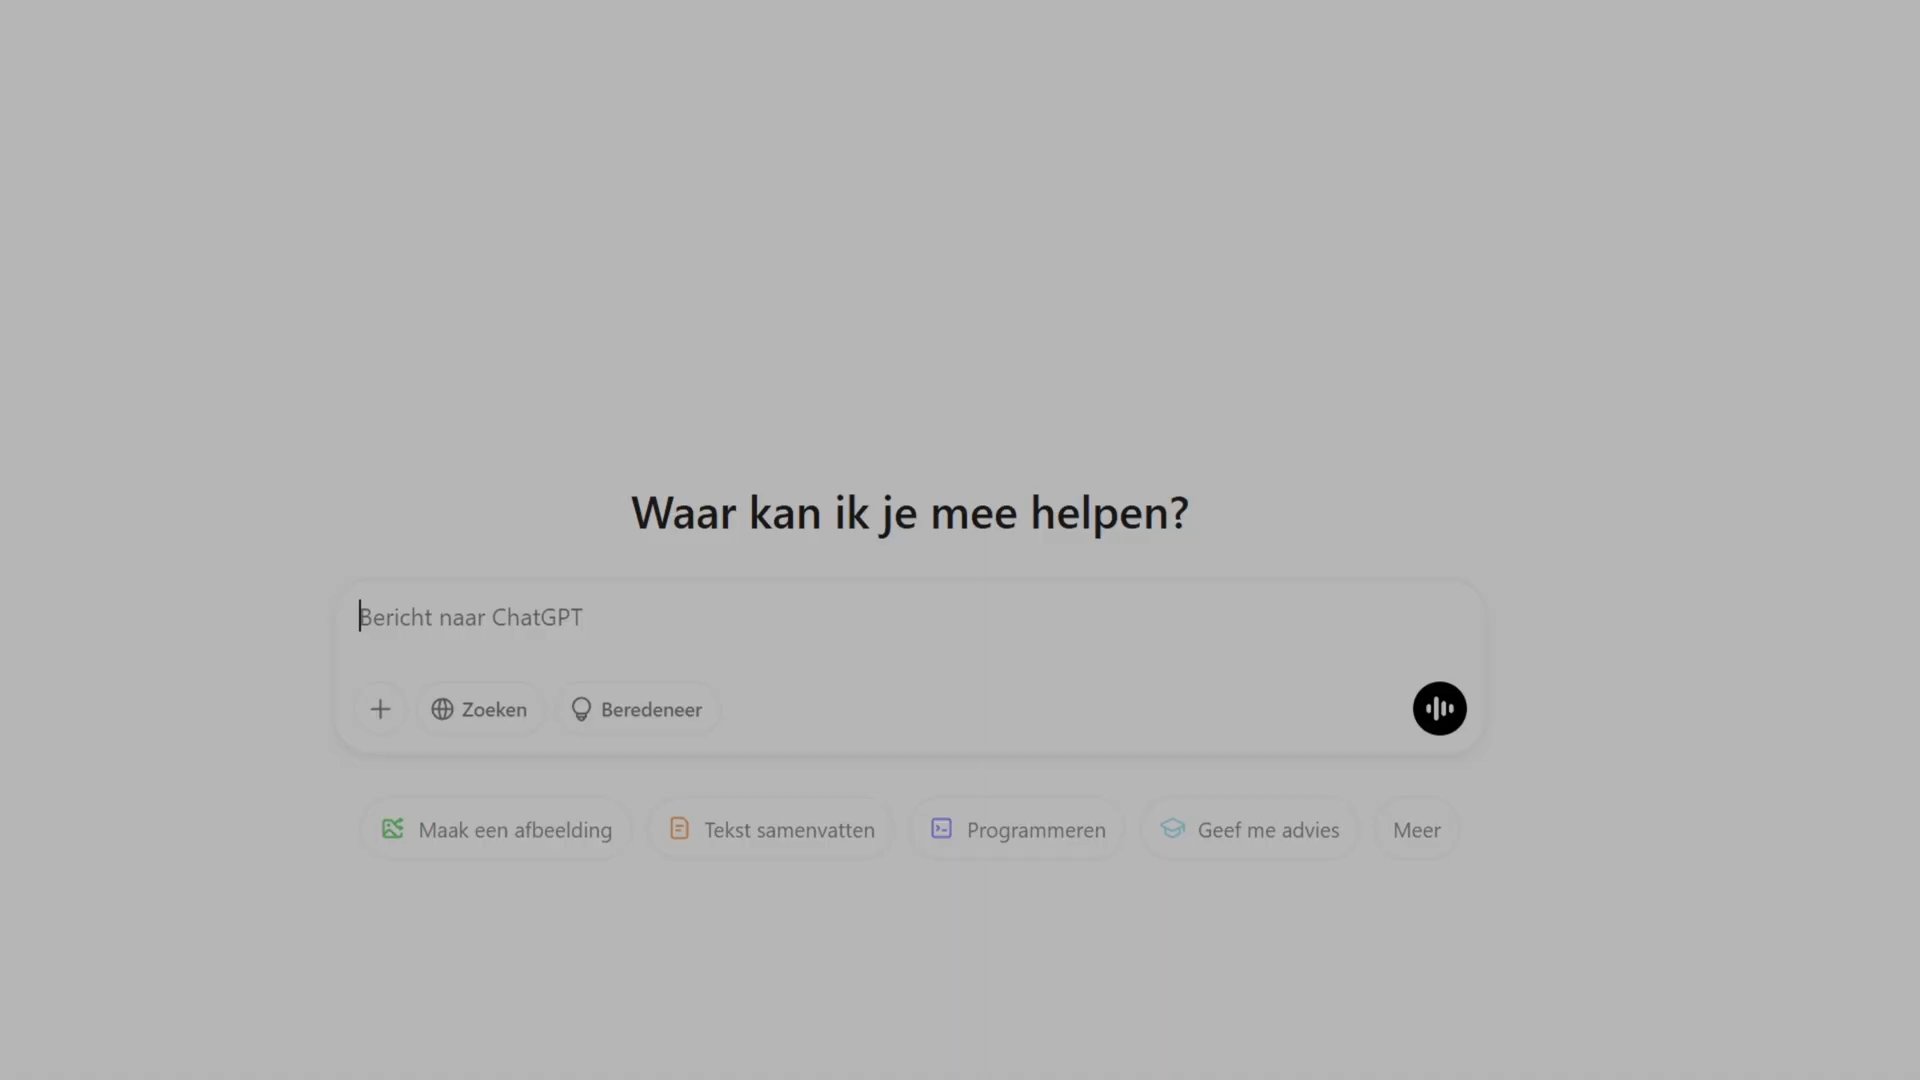 Waar kan ik je mee helpen?
Bericht naar ChatGPT
Zoeken Beredeneer
Maak een afbeelding Tekst samenvatten Programmeren Geef me advies Meer